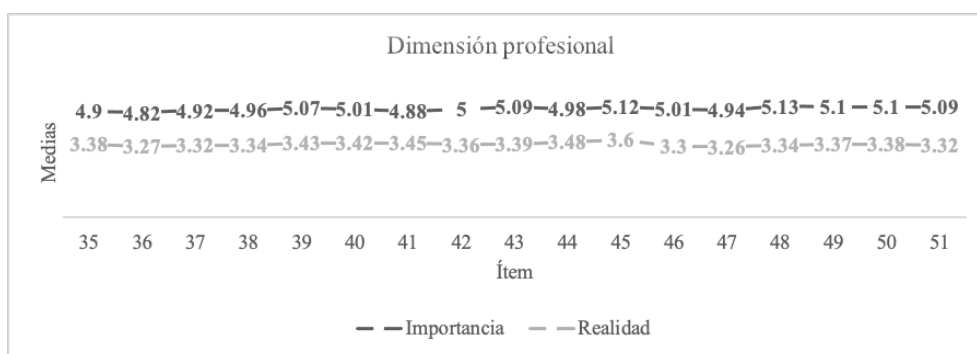 Dimensión profesional
Medias
4.9 4.82 4.92 4.96 5.07 5.01 4.88 5 5.09 4.98 5.12 5.01 4.94 5.13 5.1 5.1 5.09
3.38 3.27 3.32 3.34 3.43 3.42 3.45 3.36 3.39 3.48 3.6 3.3 3.26 3.34 3.37 3.38 3.32
35 36 37 38 39 40 41 42 43 44 45 46 47 48 49 50 51
Ítem
Importancia Realidad